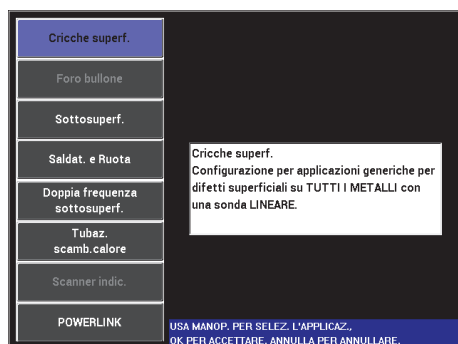 Cricche superf.
Foro bullone
Sottosuperf.
Saldat. e Ruota
Doppia frequenza
sottosuperf.
Tubaz.
scamb.calore
Scanner indic.
POWERLINK
Cricche superf.
Configurazione per applicazioni generiche per
difetti superficiali su TUTTI I METALLI con
una sonda LINEARE.
USA MANOP. PER SELEZ. L'APPLICAZ.,
OK PER ACCETTARE, ANNULLA PER ANNULLARE.